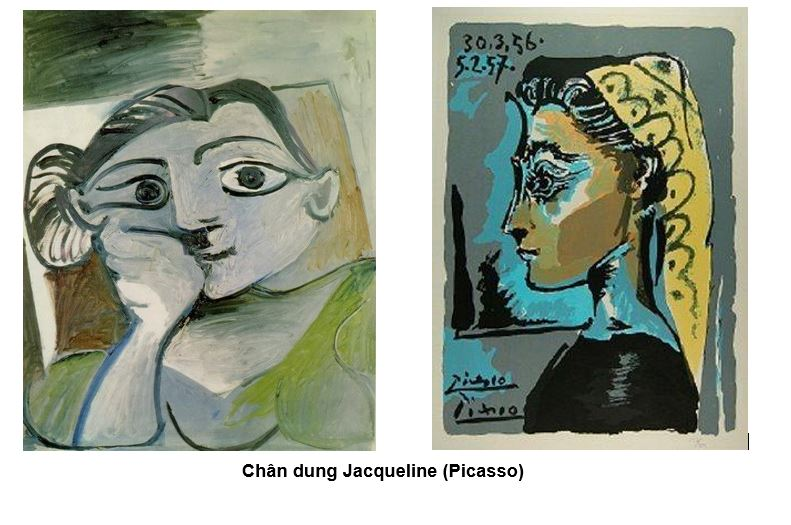 30.3.56.
5.2.57.
Picasso
Picasso
Chân dung Jacqueline (Picasso)